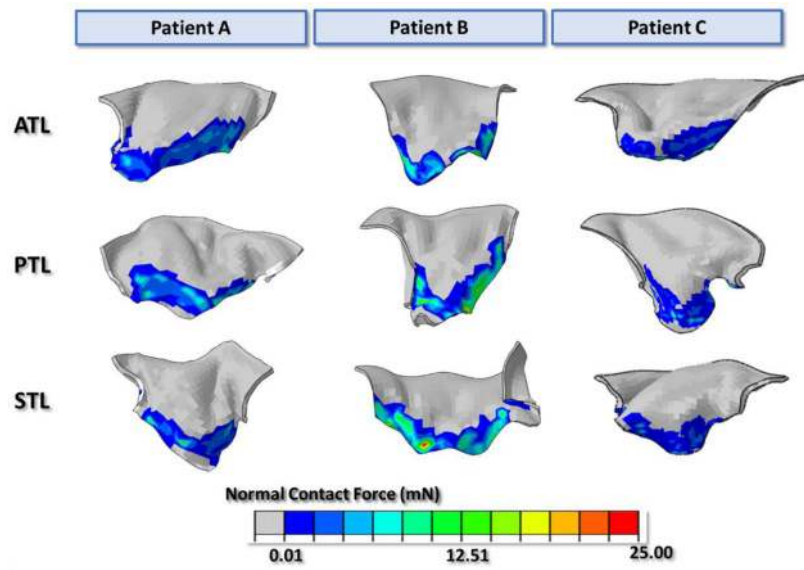 Patient A Patient B Patient C
ATL
PTL
STL
Normal Contact Force (mN)
0.01 12.51 25.00